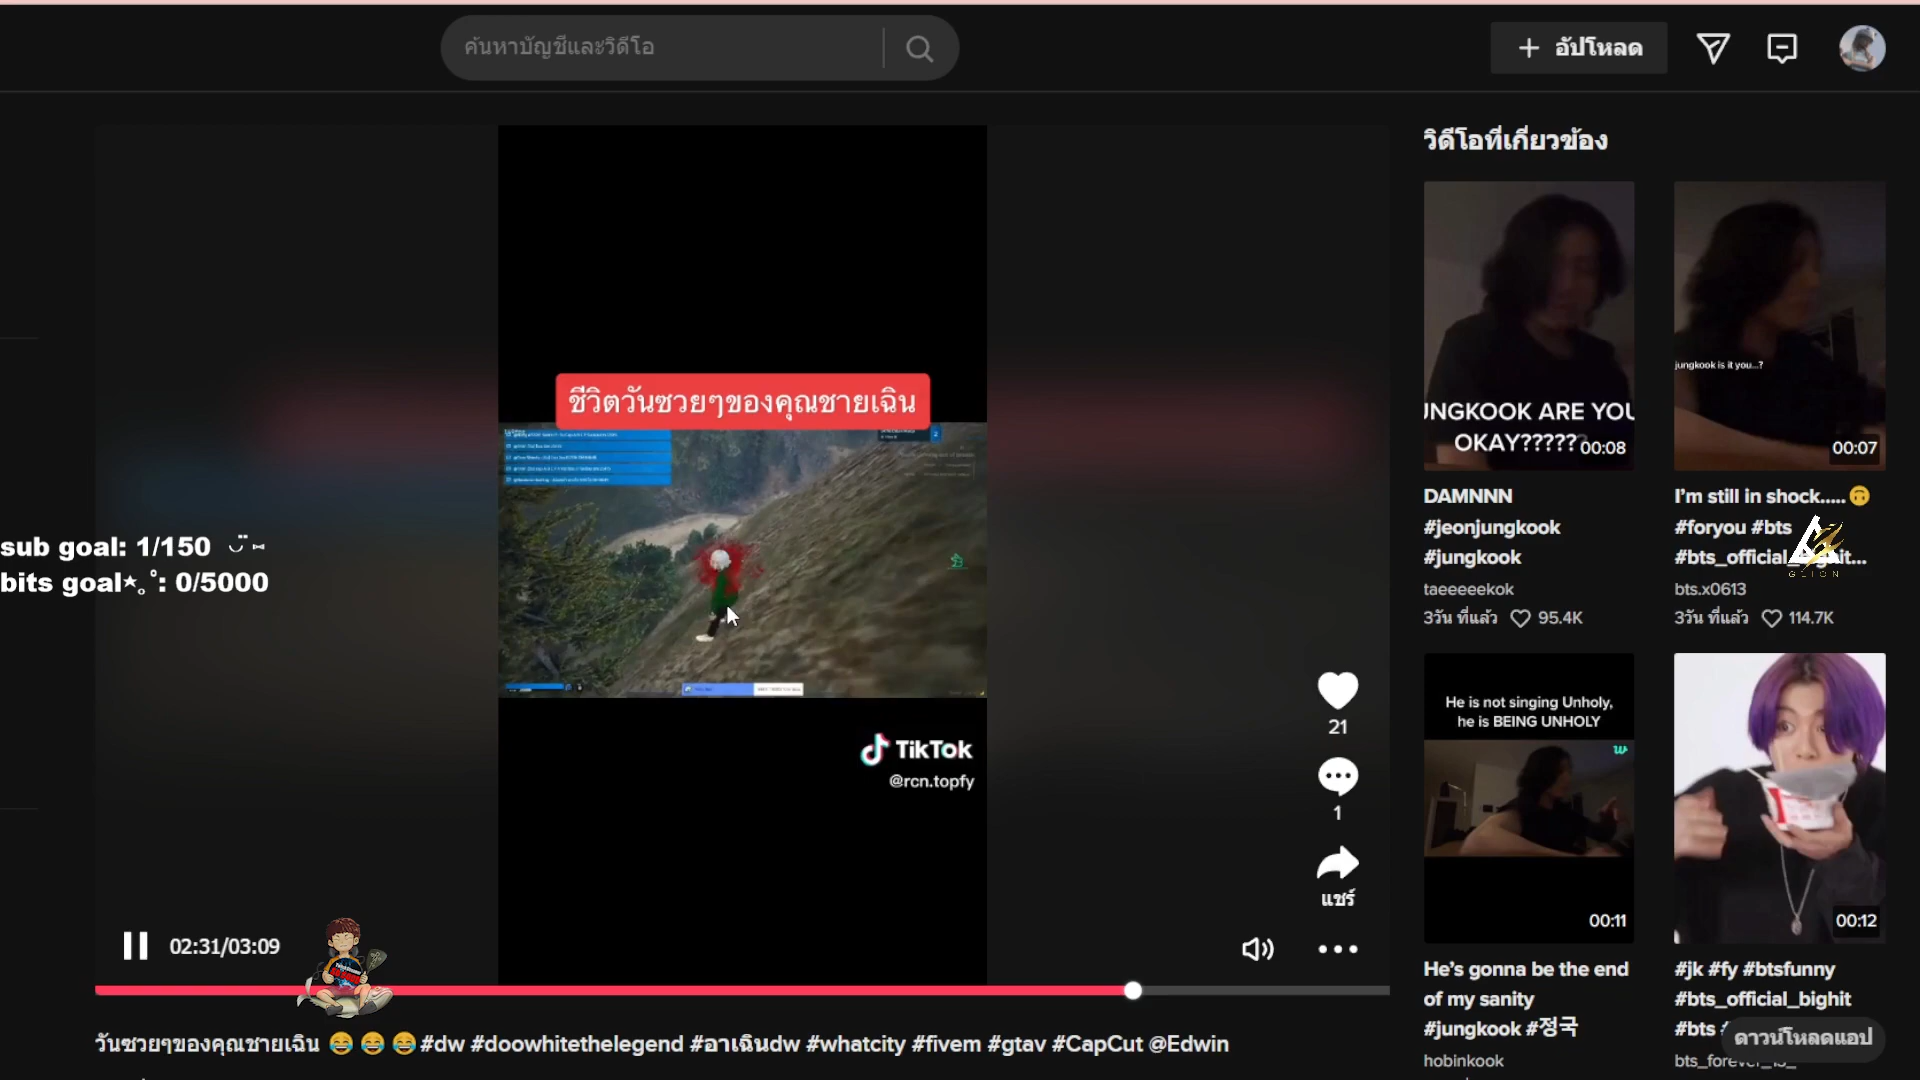 ค้นหาบัญชีและวิดีโอ
อัปโหลด
วิดีโอที่เกี่ยวข้อง
ชีวิตวันซวยๆของคุณชายเฉิน
TikTok
@rcn.topfy
sub goal: 1/150
bits goal⋆｡˚: 0/5000
21
1
แชร์
02:31/03:09
วันซวยๆของคุณชายเฉิน 😂 😂 😂 #dw #doowhitethelegend #อาเฉินdw #whatcity #fivem #gtav #CapCut @Edwin
JNGKOOK ARE YOU
OKAY?????
00:08
DAMNNN
#jeonjungkook
#jungkook
taeeeeekok
3วัน ที่แล้ว 95.4K
jungkook is it you...?
00:07
I'm still in shock..... 🙃
#foryou #bts
#bts_official_bighit...
GLION
bts.x0613
3วัน ที่แล้ว 114.7K
He is not singing Unholy,
he is BEING UNHOLY
00:11
He's gonna be the end
of my sanity
#jungkook #정국
hobinkook
00:12
#jk #fy #btsfunny
#bts_official_bighit
#bts
ดาวน์โหลดแอป